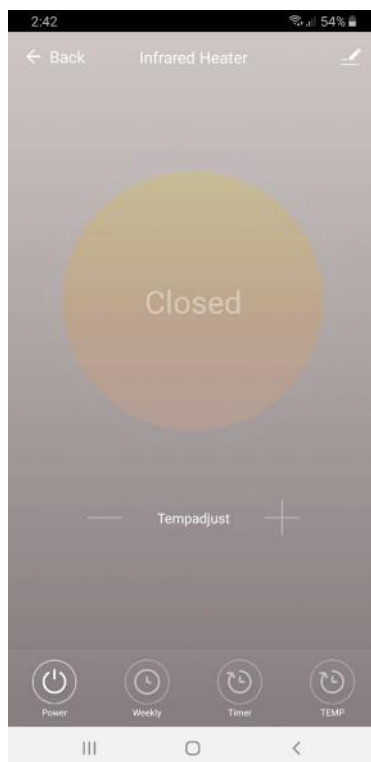 2:42 54%
Back Infrared Heater
Closed
Tempadjust
Power Weekly Timer TEMP